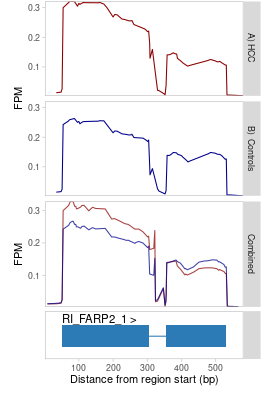 0.3
0.2
0.1
FPM
A) HCC
0.3
0.2
0.1
B) Controls
0.3
0.2
0.1
FPM
Combined
RI_FARP2_1 >
100 200 300 400 500
Distance from region start (bp)